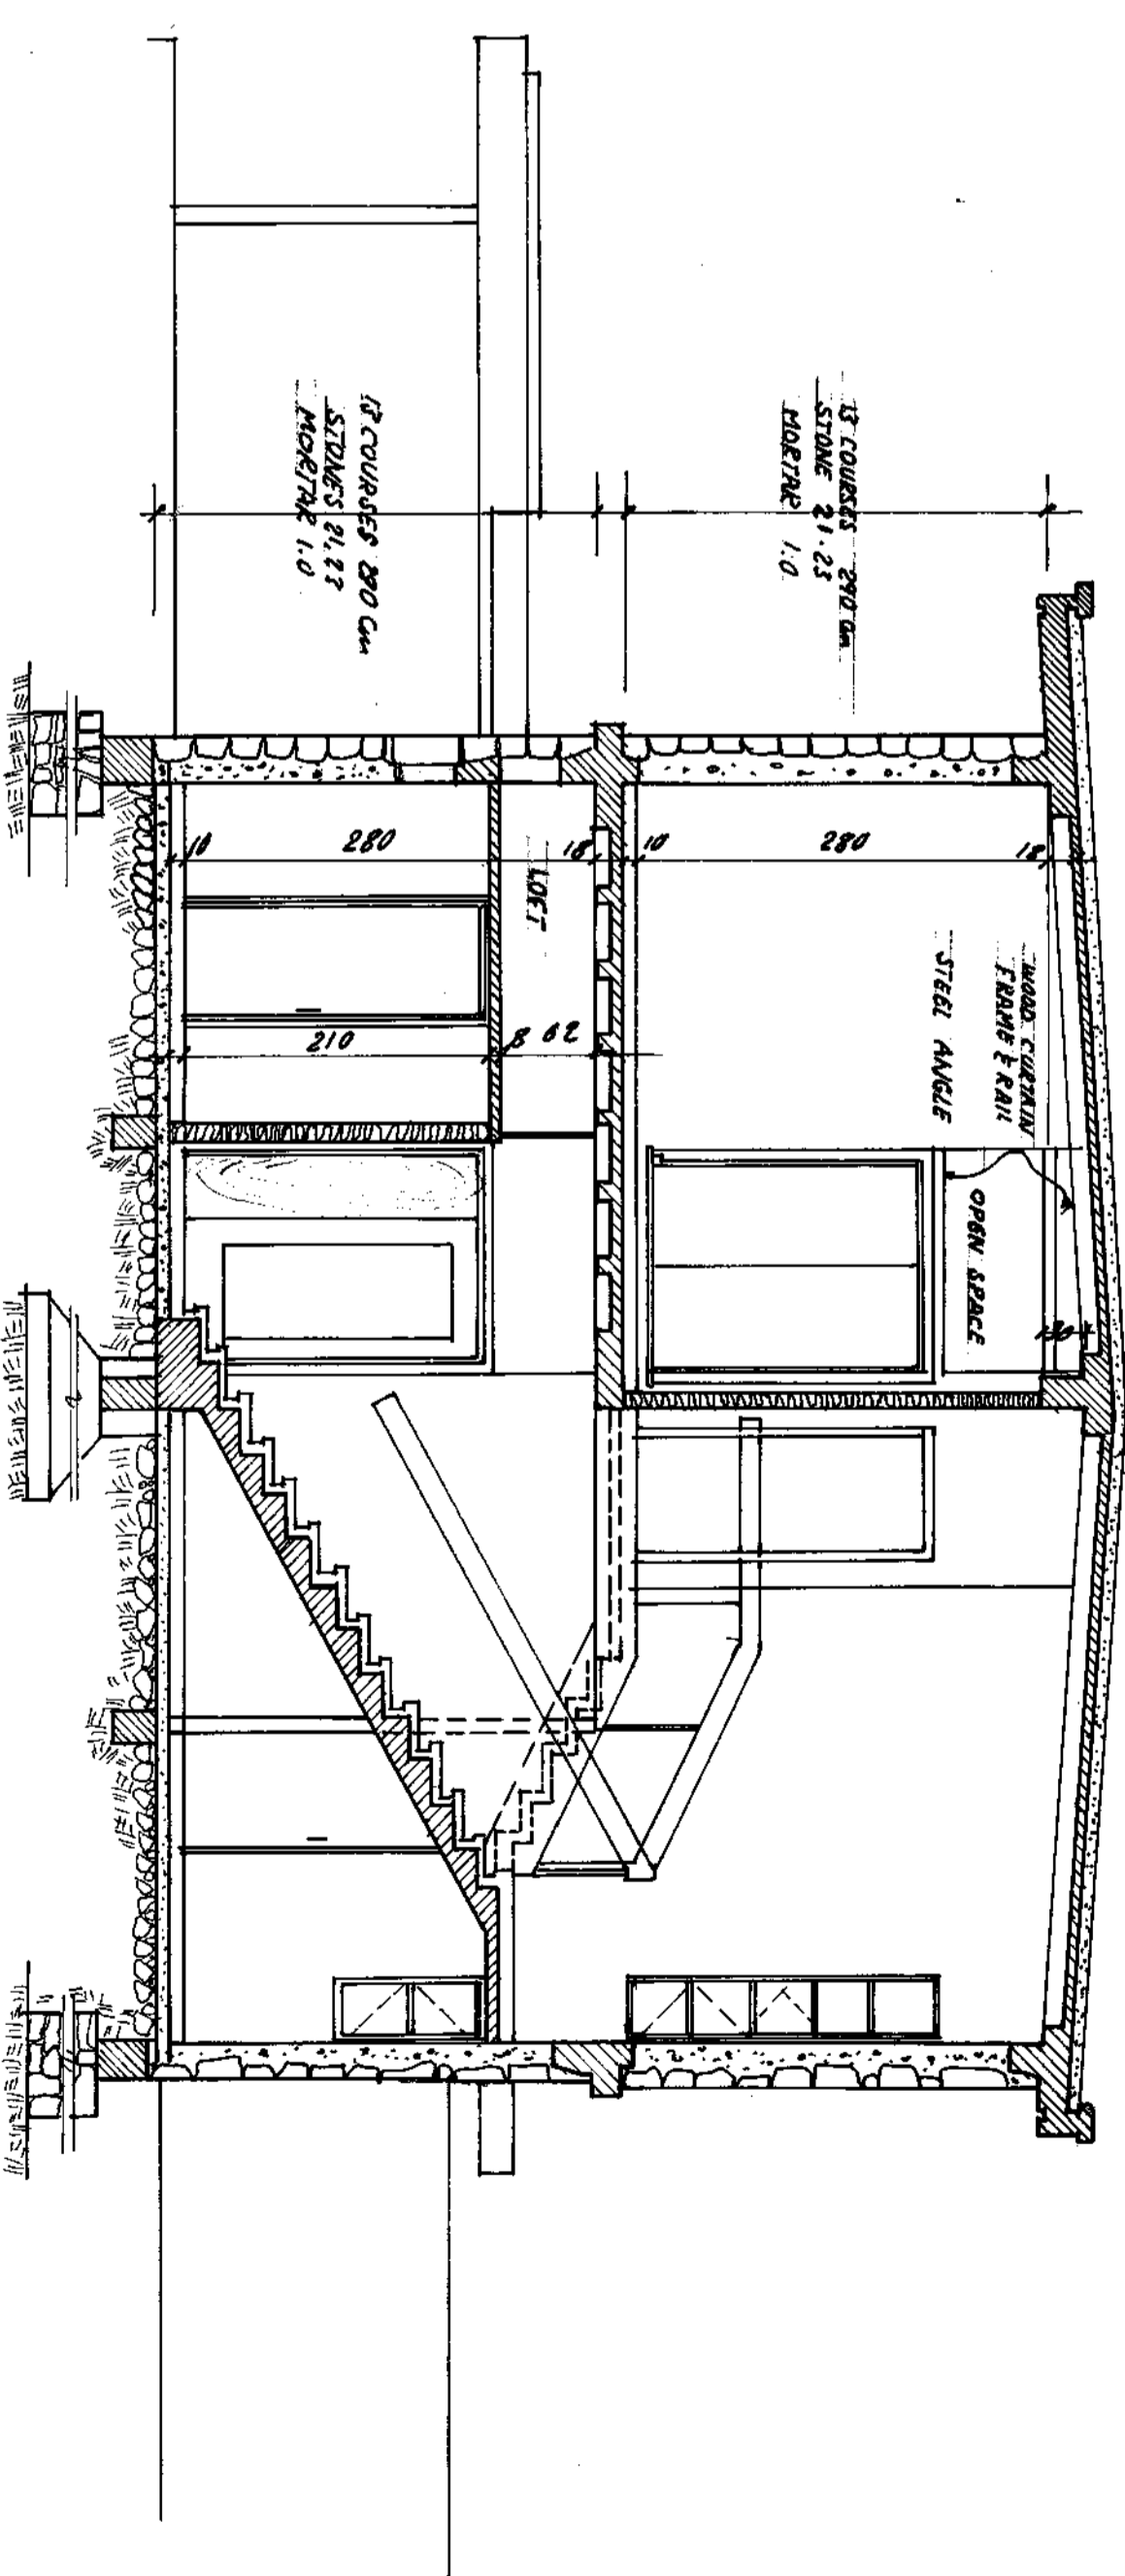 13 COURSES 290 Cm
STONE 21.23
MORTAR 1.0
13 COURSES 290 Cm
STONES 21.23
MORTAR 1.0
WOOD CURTAIN
FRAME & RAIL
STEEL ANGLE
OPEN SPACE
18
280
10
18
280
10
LOFT
62
8
210